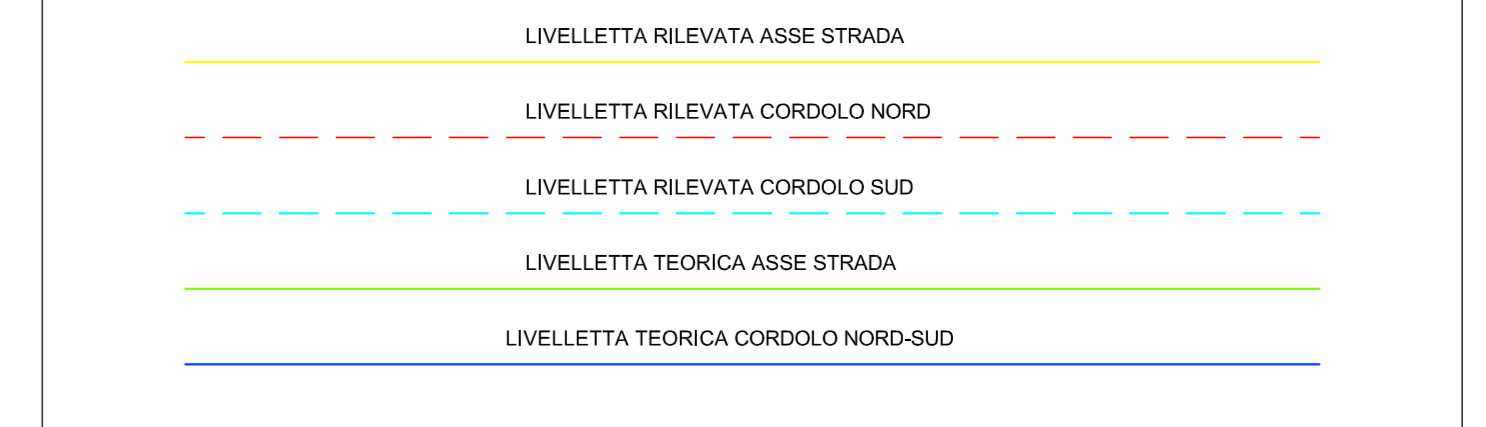 LIVELLETTA RILEVATA ASSE STRADA
LIVELLETTA RILEVATA CORDOLO NORD
LIVELLETTA RILEVATA CORDOLO SUD
LIVELLETTA TEORICA ASSE STRADA
LIVELLETTA TEORICA CORDOLO NORD-SUD